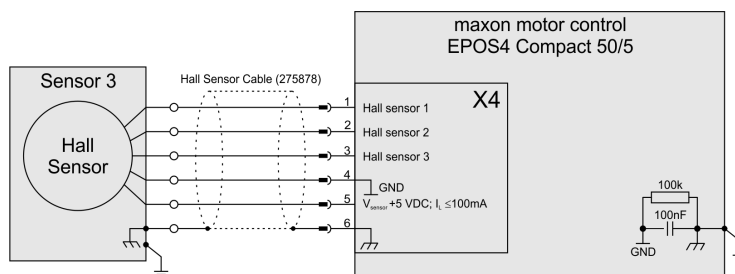 maxon motor control
EPOS4 Compact 50/5
Sensor 3
Hall Sensor Cable (275878)
X4
Hall
Sensor
1
Hall sensor 1
2
Hall sensor 2
3
Hall sensor 3
4
GND
5
Vsensor +5 VDC; IL ≤100mA
6
100k
100nF
GND